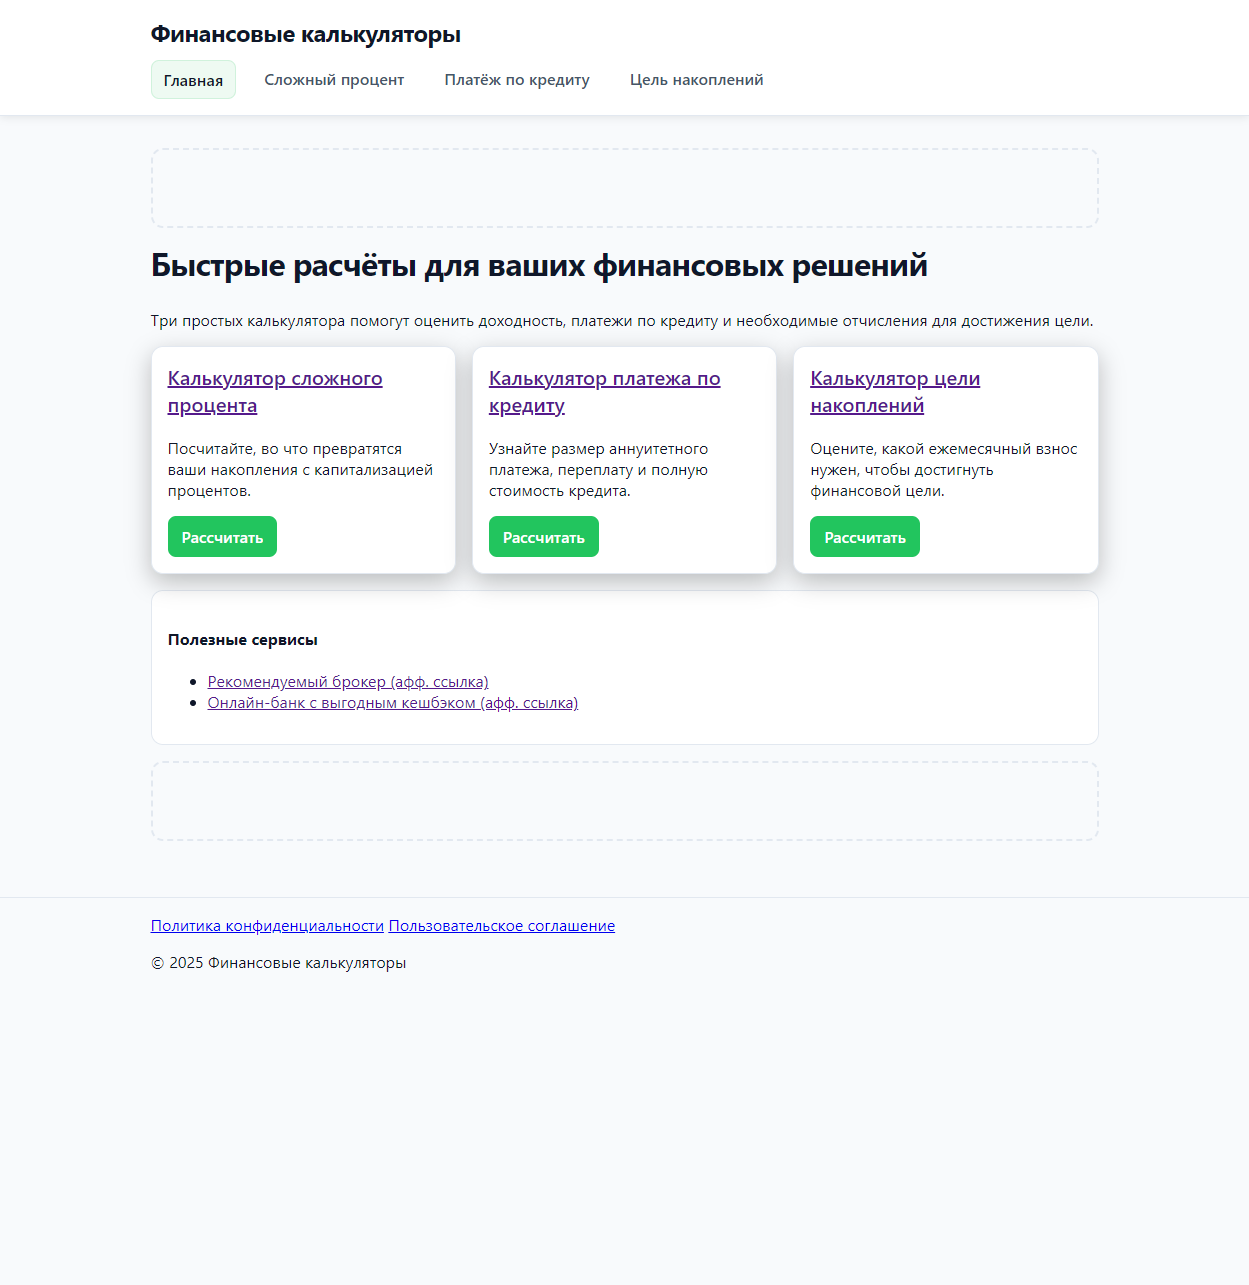 Финансовые калькуляторы
Главная Сложный процент Платёж по кредиту Цель накоплений
Быстрые расчёты для ваших финансовых решений
Три простых калькулятора помогут оценить доходность, платежи по кредиту и необходимые отчисления для достижения цели.
Калькулятор сложного
процента
Посчитайте, во что превратятся
ваши накопления с капитализацией
процентов.
Рассчитать
Калькулятор платежа по
кредиту
Узнайте размер аннуитетного
платежа, переплату и полную
стоимость кредита.
Рассчитать
Калькулятор цели
накоплений
Оцените, какой ежемесячный взнос
нужен, чтобы достигнуть
финансовой цели.
Рассчитать
Полезные сервисы
Рекомендуемый брокер (афф. ссылка)
Онлайн-банк с выгодным кешбэком (афф. ссылка)
Политика конфиденциальности Пользовательское соглашение
© 2025 Финансовые калькуляторы